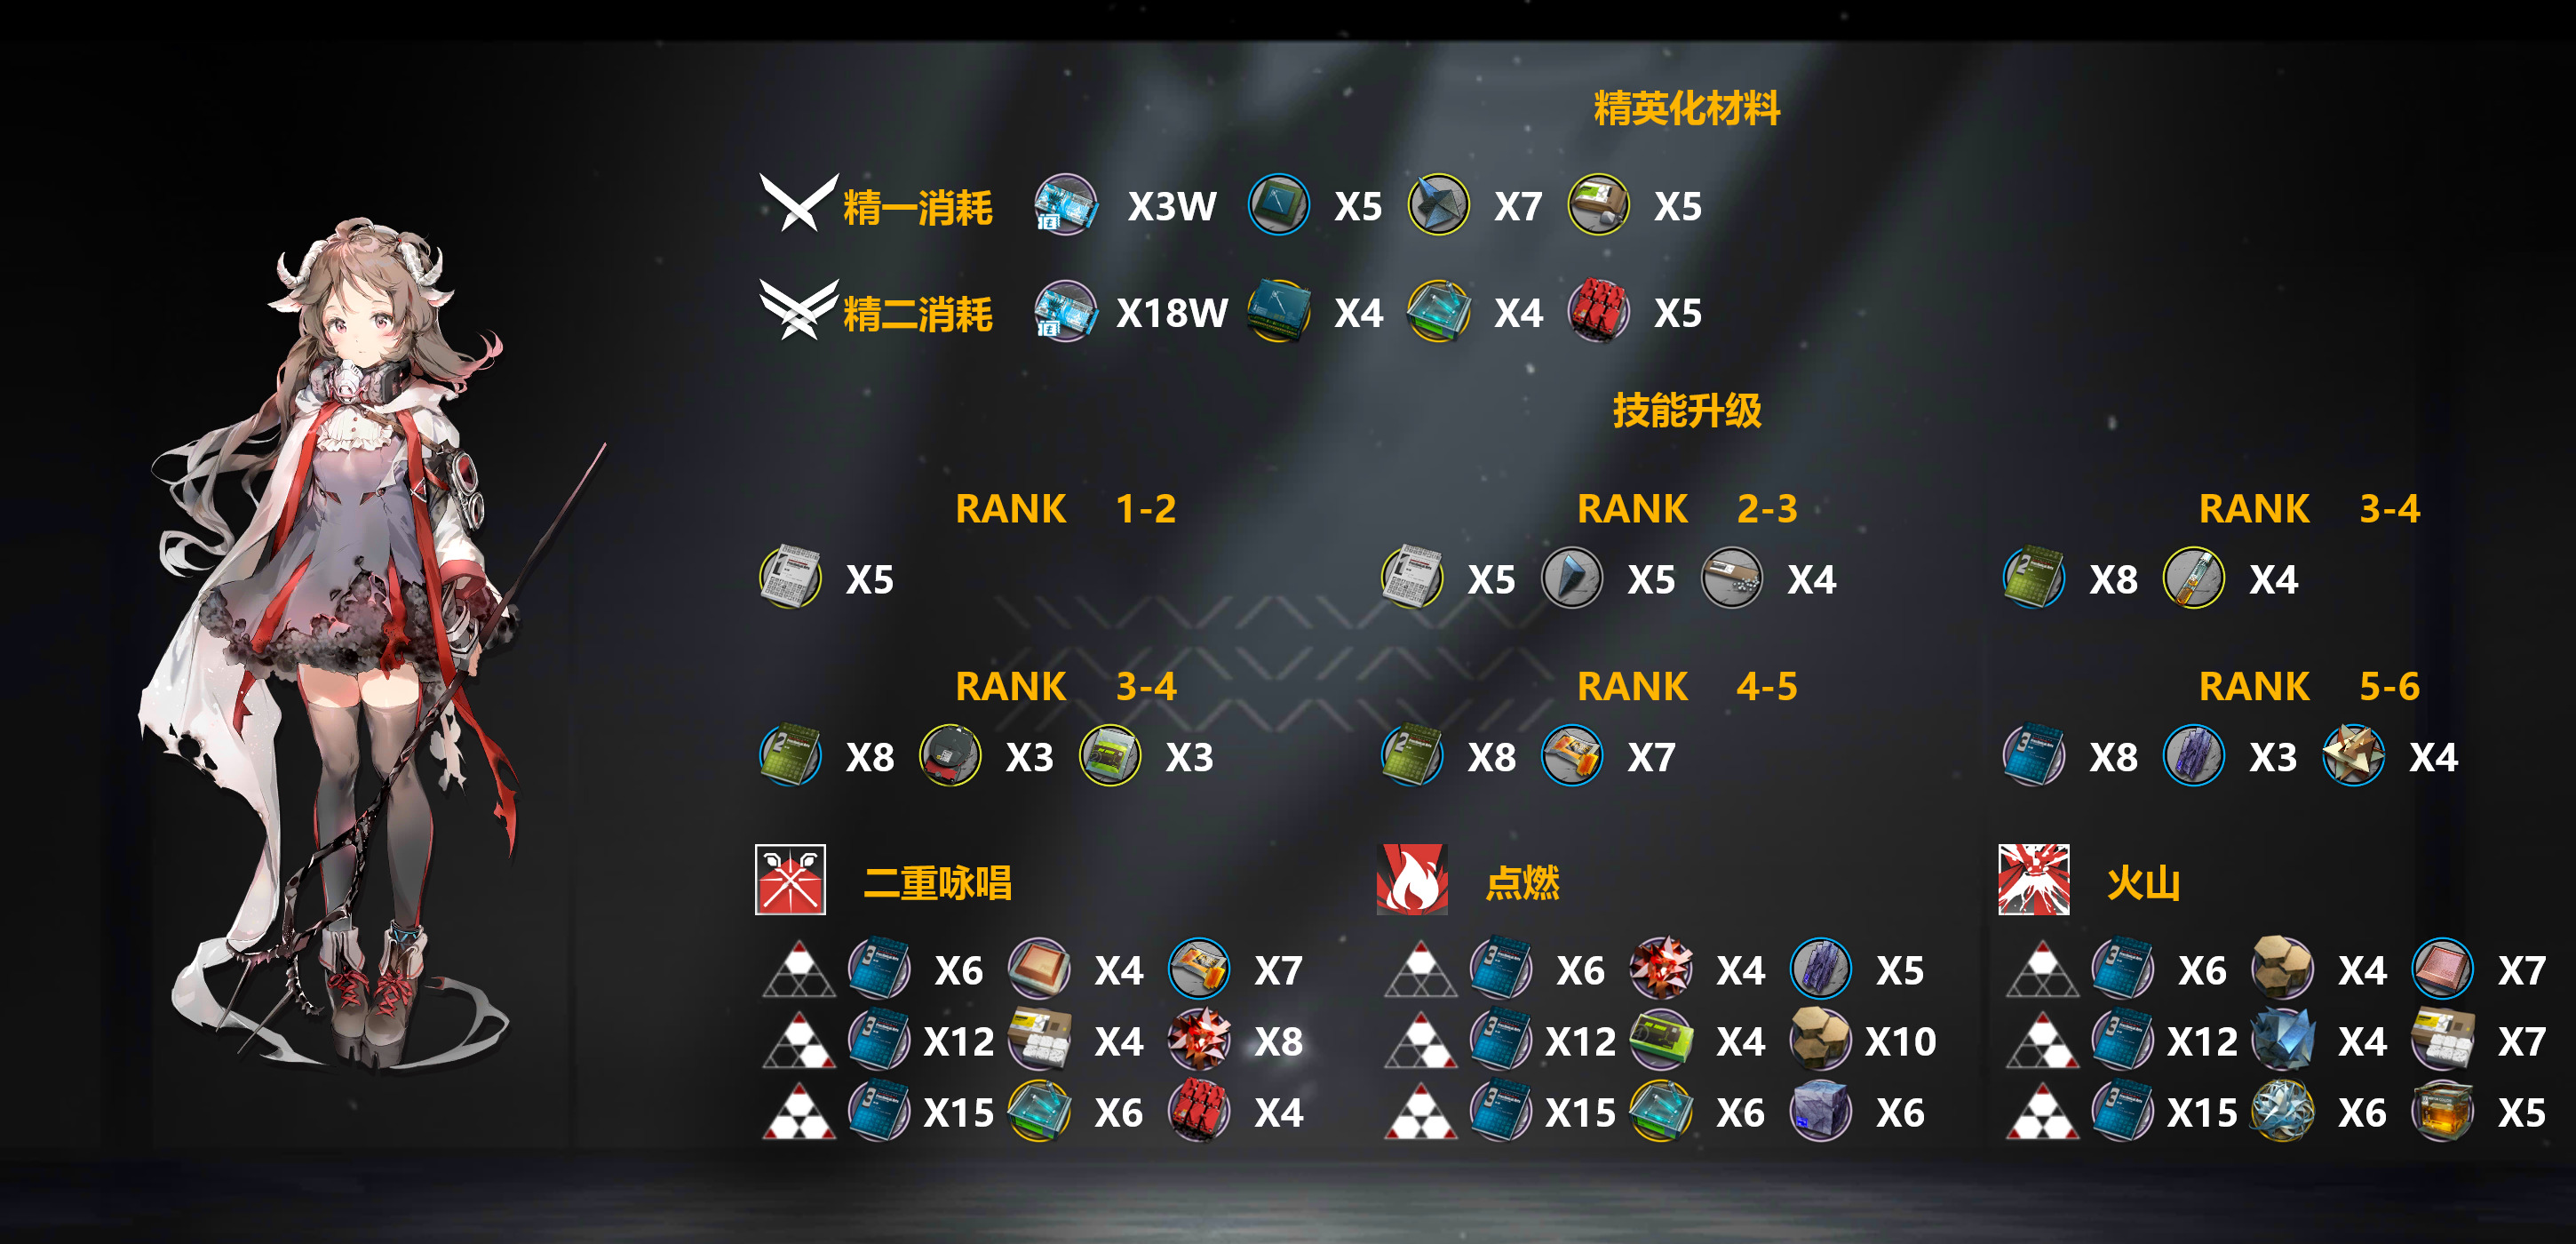 精英化材料
精一消耗 X3W X5 X7 X5
精二消耗 X18W X4 X4 X5
技能升级
RANK 1-2 RANK 2-3 RANK 3-4
X5 X5 X5 X4 X8 X4
RANK 3-4 RANK 4-5 RANK 5-6
X8 X3 X3 X8 X7 X8 X3 X4
二重咏唱 点燃 火山
X6 X4 X7 X6 X4 X5 X6 X4 X7
X12 X4 X8 X12 X4 X10 X12 X4 X7
X15 X6 X4 X15 X6 X6 X15 X6 X5